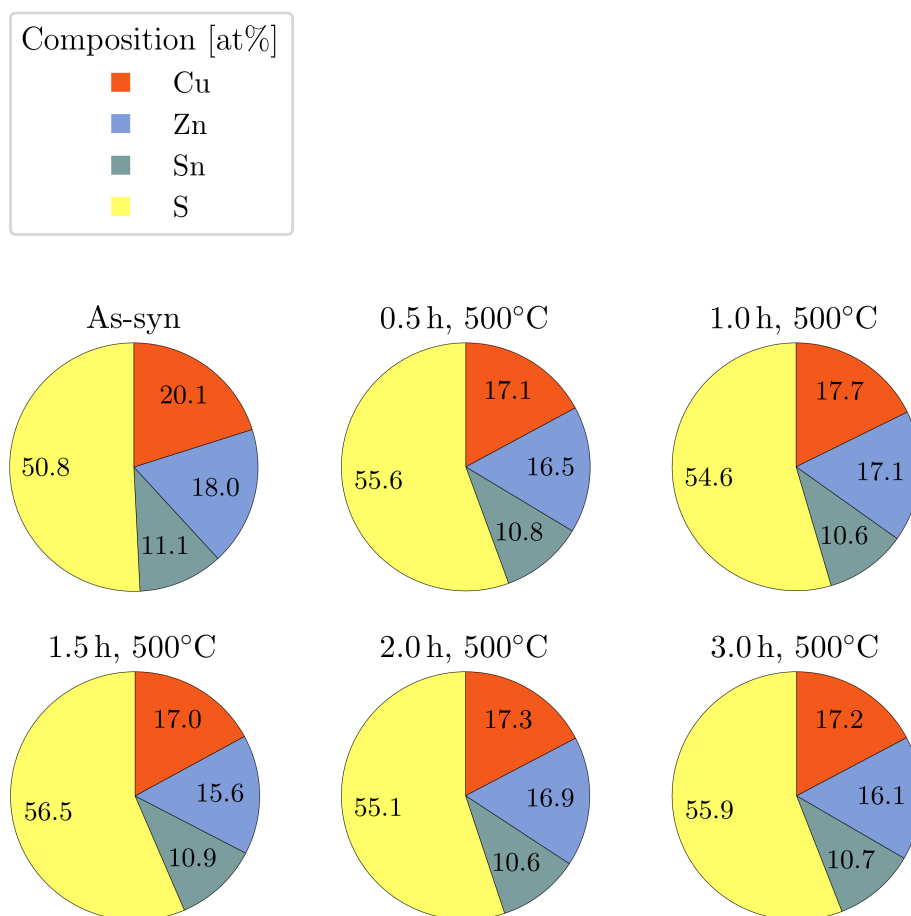 Composition [at%]
Cu
Zn
Sn
S
As-syn
20.1
18.0
11.1
50.8
0.5 h, 500°C
17.1
16.5
10.8
55.6
1.0 h, 500°C
17.7
17.1
10.6
54.6
1.5 h, 500°C
17.0
15.6
10.9
56.5
2.0 h, 500°C
17.3
16.9
10.6
55.1
3.0 h, 500°C
17.2
16.1
10.7
55.9